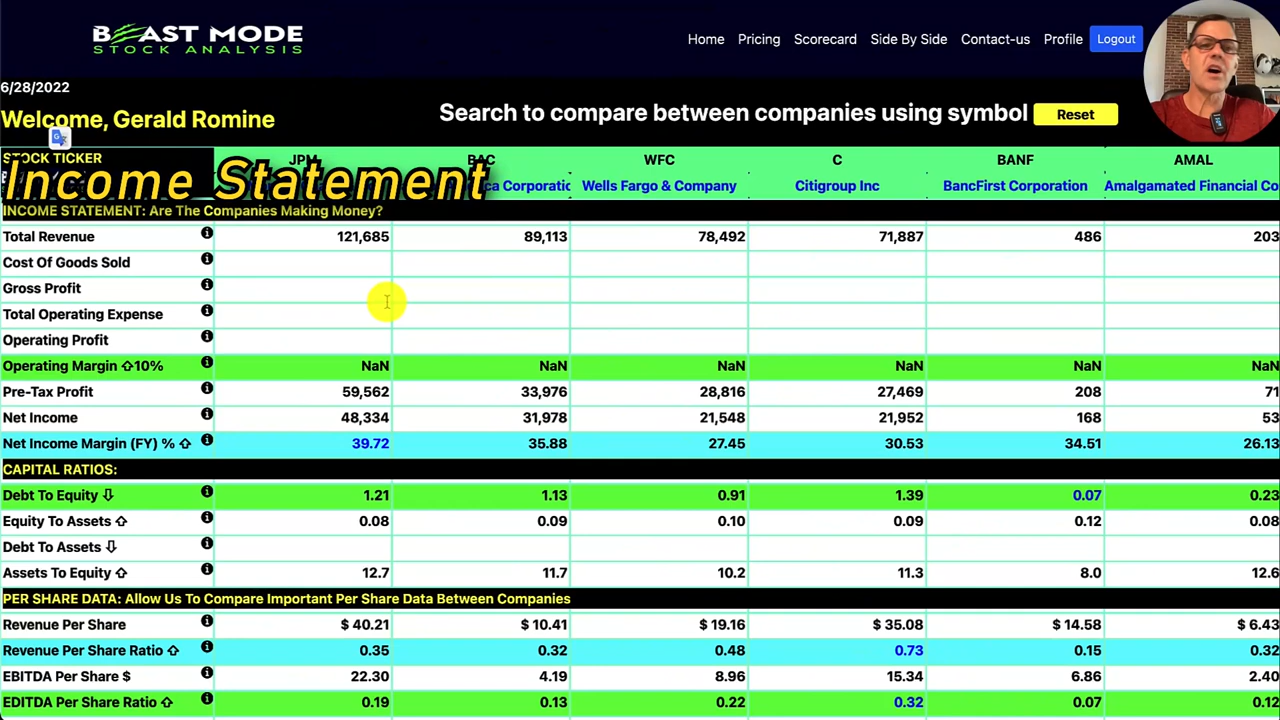 BEAST MODE
STOCK ANALYSIS
Home Pricing Scorecard Side By Side Contact-us Profile Logout
6/28/2022
Welcome, Gerald Romine
Search to compare between companies using symbol Reset
STOCK TICKER JPM BAC WFC C BANF AMAL
Income Statement
Corporatic Wells Fargo & Company Citigroup Inc BancFirst Corporation Amalgamated Financial Co
INCOME STATEMENT: Are The Companies Making Money?
Total Revenue 121,685 89,113 78,492 71,887 486 203
Cost Of Goods Sold
Gross Profit
Total Operating Expense
Operating Profit
Operating Margin ⇧10% NaN NaN NaN NaN NaN NaN
Pre-Tax Profit 59,562 33,976 28,816 27,469 208 71
Net Income 48,334 31,978 21,548 21,952 168 53
Net Income Margin (FY) % ⇧ 39.72 35.88 27.45 30.53 34.51 26.13
CAPITAL RATIOS:
Debt To Equity ⇩ 1.21 1.13 0.91 1.39 0.07 0.23
Equity To Assets ⇧ 0.08 0.09 0.10 0.09 0.12 0.08
Debt To Assets ⇩
Assets To Equity ⇧ 12.7 11.7 10.2 11.3 8.0 12.6
PER SHARE DATA: Allow Us To Compare Important Per Share Data Between Companies
Revenue Per Share $ 40.21 $ 10.41 $ 19.16 $ 35.08 $ 14.58 $ 6.43
Revenue Per Share Ratio ⇧ 0.35 0.32 0.48 0.73 0.15 0.32
EBITDA Per Share $ 22.30 4.19 8.96 15.34 6.86 2.40
EDITDA Per Share Ratio ⇧ 0.19 0.13 0.22 0.32 0.07 0.12